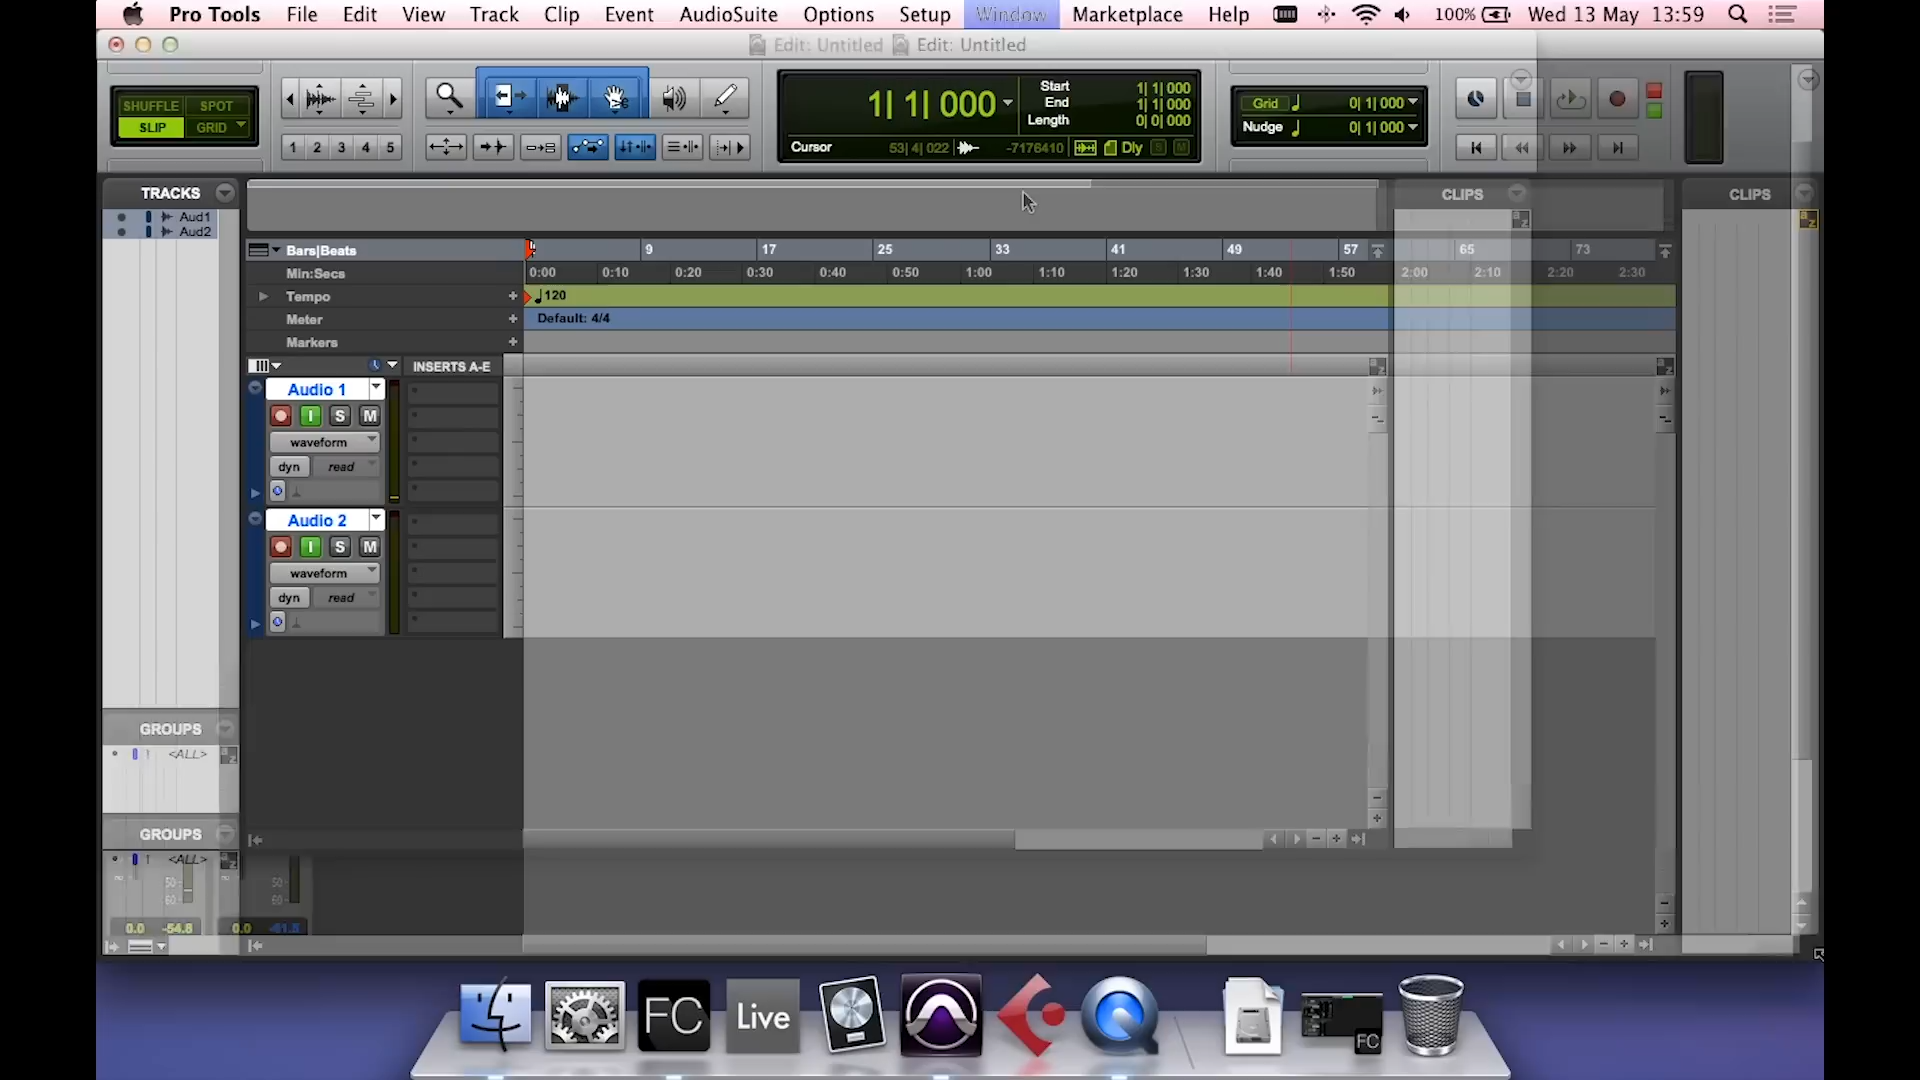 Pro Tools File Edit View Track Clip Event AudioSuite Options Setup Window Marketplace Help 100% Wed 13 May 13:59
Edit: Untitled Edit: Untitled
SHUFFLE SPOT
SLIP GRID
1 2 3 4 5
1| 1| 000
Start 1| 1| 000
End 1| 1| 000
Length 0| 0| 000
Cursor 53| 4| 022 -7176410 Dly S M
Grid 0| 1| 000
Nudge 0| 1| 000
TRACKS
Aud1
Aud2
CLIPS
CLIPS
Bars|Beats 9 17 25 33 41 49 57 65 73
Min:Secs 0:00 0:10 0:20 0:30 0:40 0:50 1:00 1:10 1:20 1:30 1:40 1:50 2:00 2:10 2:20 2:30
Tempo 120
Meter Default: 4/4
Markers
INSERTS A-E
Audio 1
I S M
waveform
dyn read
Audio 2
I S M
waveform
dyn read
GROUPS
1 <ALL>
GROUPS
1 <ALL>
50 50
60 60
0.0 -54.8 0.0
FC Live FC